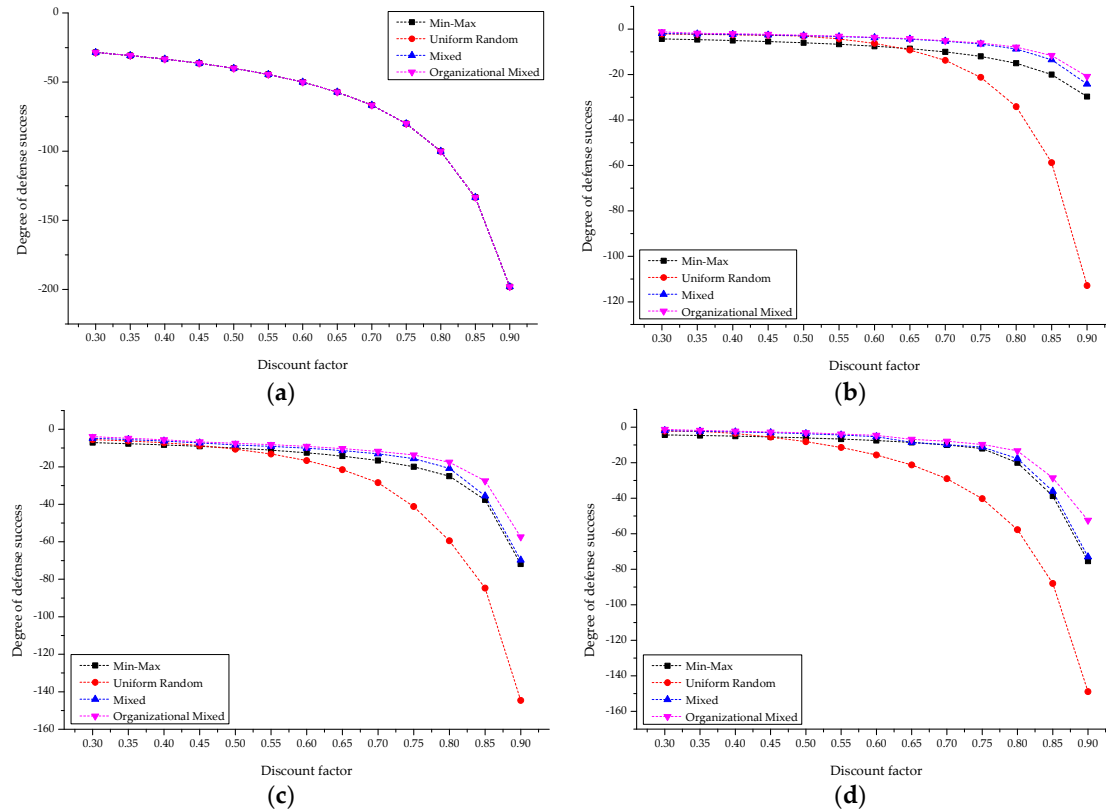 0
-50
-100
-150
-200
Degree of defense success
Min-Max
Uniform Random
Mixed
Organizational Mixed
0.30 0.35 0.40 0.45 0.50 0.55 0.60 0.65 0.70 0.75 0.80 0.85 0.90
Discount factor
(a)
0
-20
-40
-60
-80
-100
-120
Degree of defense success
Min-Max
Uniform Random
Mixed
Organizational Mixed
0.30 0.35 0.40 0.45 0.50 0.55 0.60 0.65 0.70 0.75 0.80 0.85 0.90
Discount factor
(b)
0
-20
-40
-60
-80
-100
-120
-140
-160
Degree of defense success
Min-Max
Uniform Random
Mixed
Organizational Mixed
0.30 0.35 0.40 0.45 0.50 0.55 0.60 0.65 0.70 0.75 0.80 0.85 0.90
Discount factor
(c)
0
-20
-40
-60
-80
-100
-120
-140
-160
Degree of defense success
Min-Max
Uniform Random
Mixed
Organizational Mixed
0.30 0.35 0.40 0.45 0.50 0.55 0.60 0.65 0.70 0.75 0.80 0.85 0.90
Discount factor
(d)